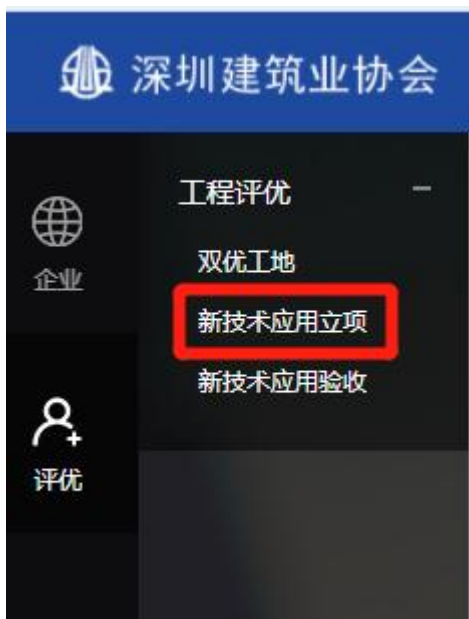 深圳建筑业协会
工程评优
企业
双优工地
新技术应用立项
新技术应用验收
评优